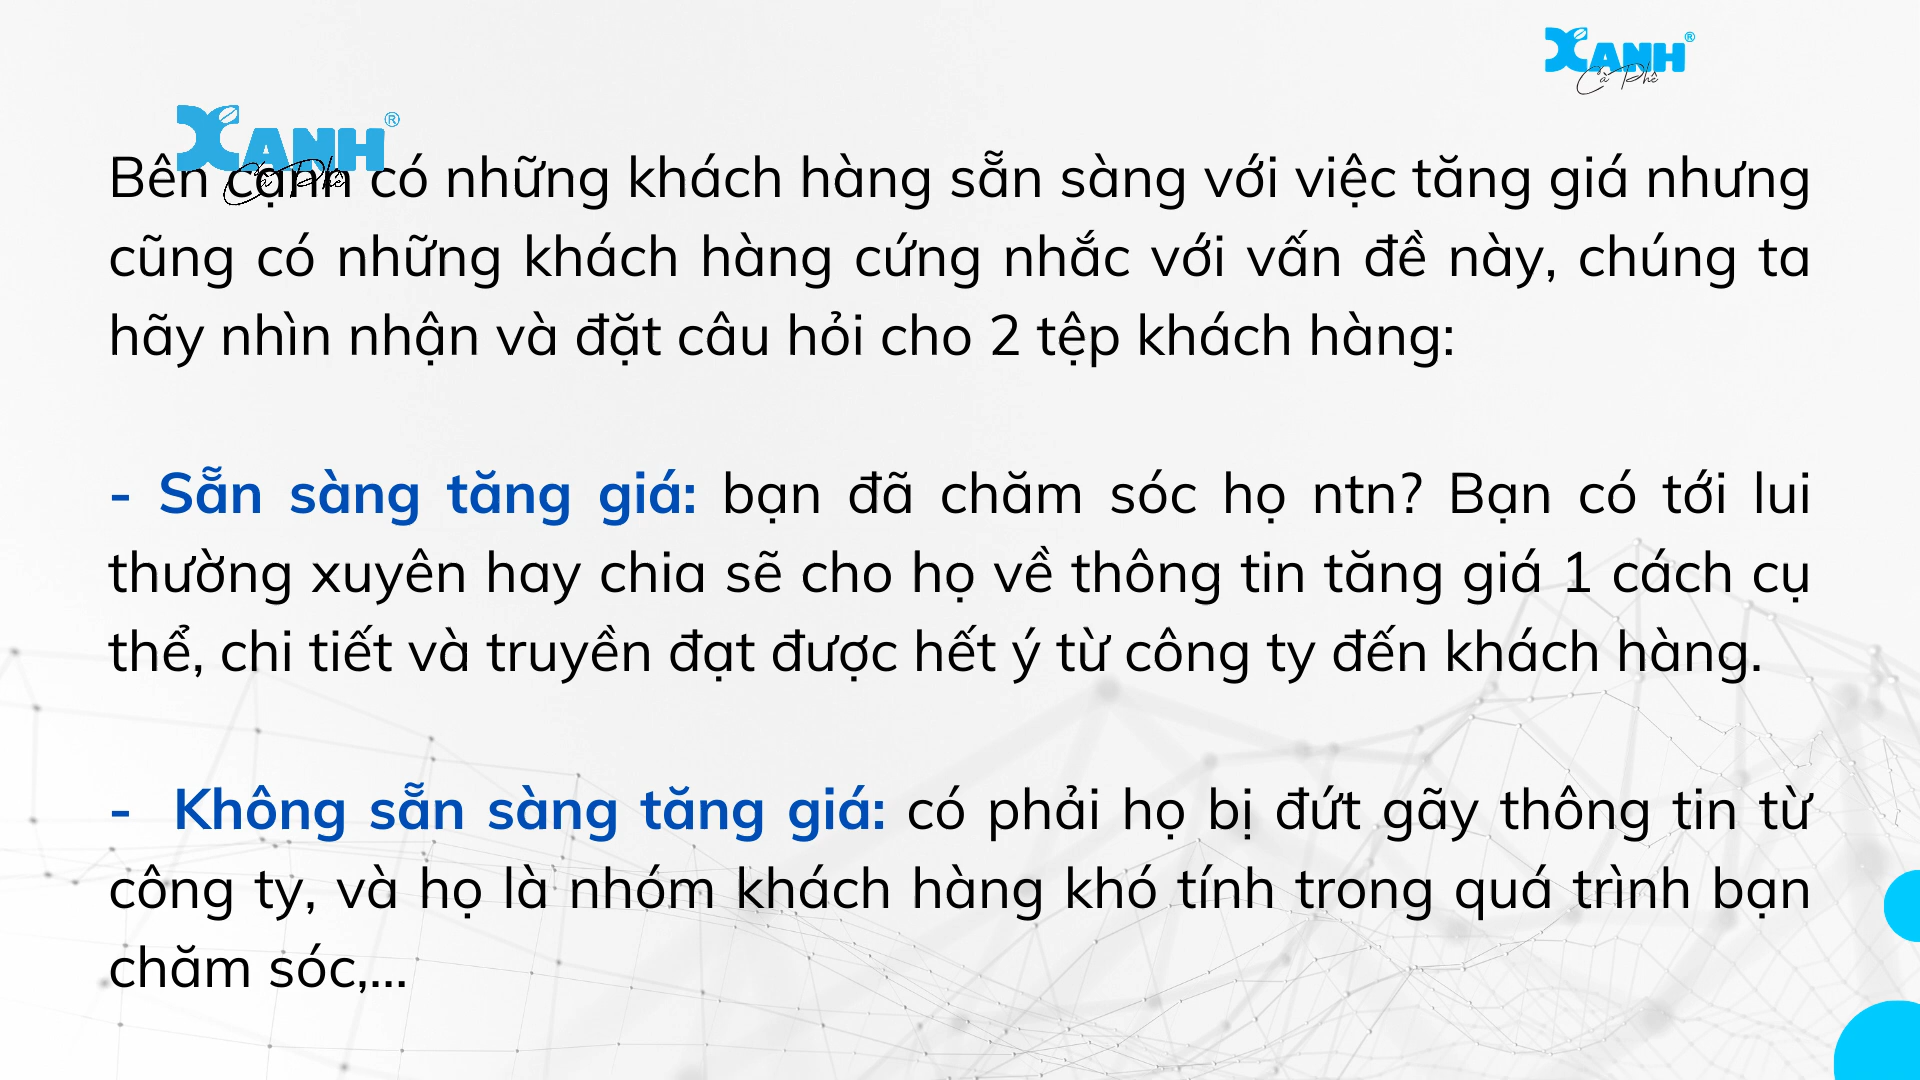 XANH®
Cà Phê
XANH®
Cà Phê
Bên cạnh có những khách hàng sẵn sàng với việc tăng giá nhưng
cũng có những khách hàng cứng nhắc với vấn đề này, chúng ta
hãy nhìn nhận và đặt câu hỏi cho 2 tệp khách hàng:
- Sẵn sàng tăng giá: bạn đã chăm sóc họ ntn? Bạn có tới lui
thường xuyên hay chia sẽ cho họ về thông tin tăng giá 1 cách cụ
thể, chi tiết và truyền đạt được hết ý từ công ty đến khách hàng.
- Không sẵn sàng tăng giá: có phải họ bị đứt gãy thông tin từ
công ty, và họ là nhóm khách hàng khó tính trong quá trình bạn
chăm sóc,...